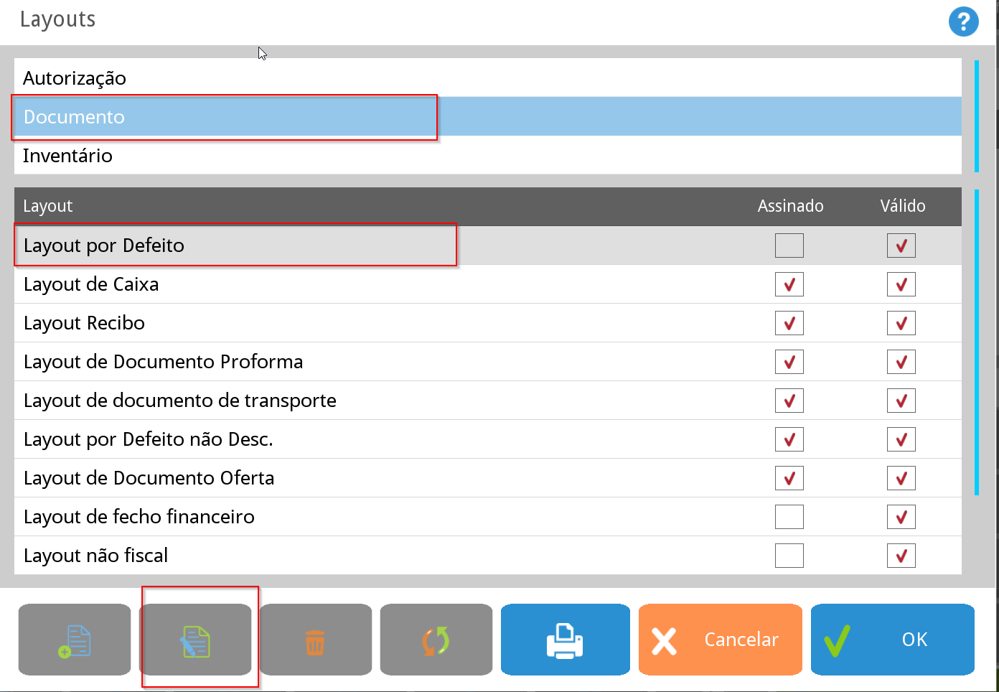 Layouts
?
Autorização
Documento
Inventário
Layout Assinado Válido
Layout por Defeito
Layout de Caixa
Layout Recibo
Layout de Documento Proforma
Layout de documento de transporte
Layout por Defeito não Desc.
Layout de Documento Oferta
Layout de fecho financeiro
Layout não fiscal
Cancelar OK